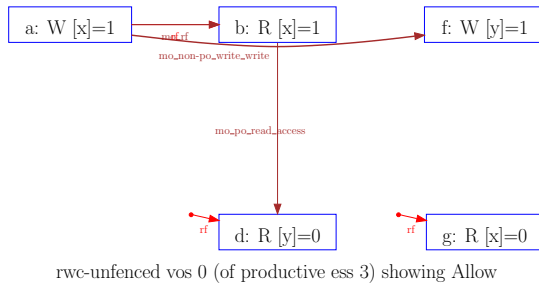 a: W [x]=1
b: R [x]=1
f: W [y]=1
rf
mo_non-po_write_write
mo_po_read_access
rf
rf
d: R [y]=0
g: R [x]=0
rwc-unfenced vos 0 (of productive ess 3) showing Allow